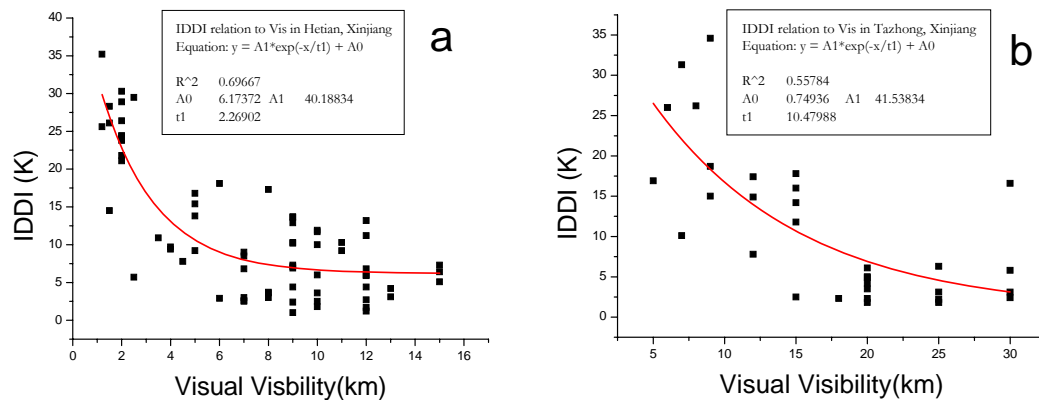 IDDI relation to Vis in Hetian, Xinjiang
Equation: y = A1*exp(-x/t1) + A0
R^2 0.69667
A0 6.17372 A1 40.18834
t1 2.26902
a
40
35
30
25
20
15
10
5
0
IDDI (K)
0 2 4 6 8 10 12 14 16
Visual Visbility(km)
IDDI relation to Vis in Tazhong, Xinjiang
Equation: y = A1*exp(-x/t1) + A0
R^2 0.55784
A0 0.74936 A1 41.53834
t1 10.47988
b
35
30
25
20
15
10
5
0
IDDI (K)
5 10 15 20 25 30
Visual Visibility(km)